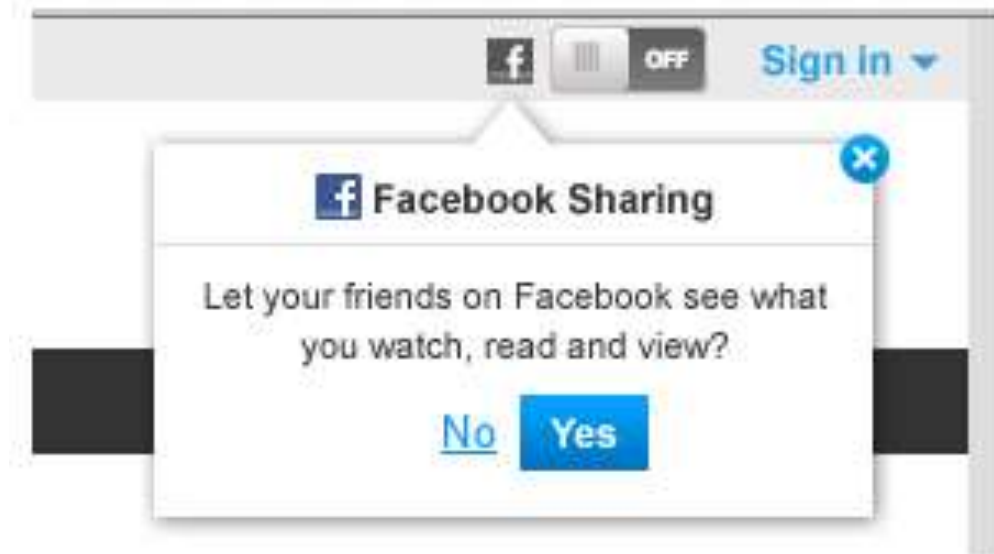 f OFF Sign in
f Facebook Sharing
Let your friends on Facebook see what
you watch, read and view?
No Yes